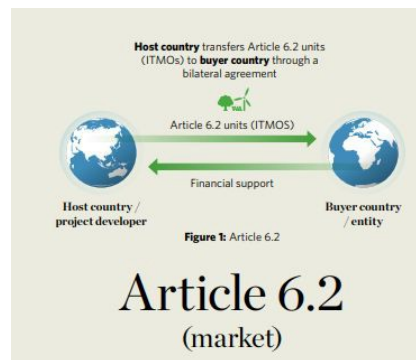 Host country transfers Article 6.2 units
(ITMOs) to buyer country through a
bilateral agreement
Article 6.2 units (ITMOS)
Financial support
Host country /
project developer
Buyer country
/ entity
Figure 1: Article 6.2
Article 6.2
(market)